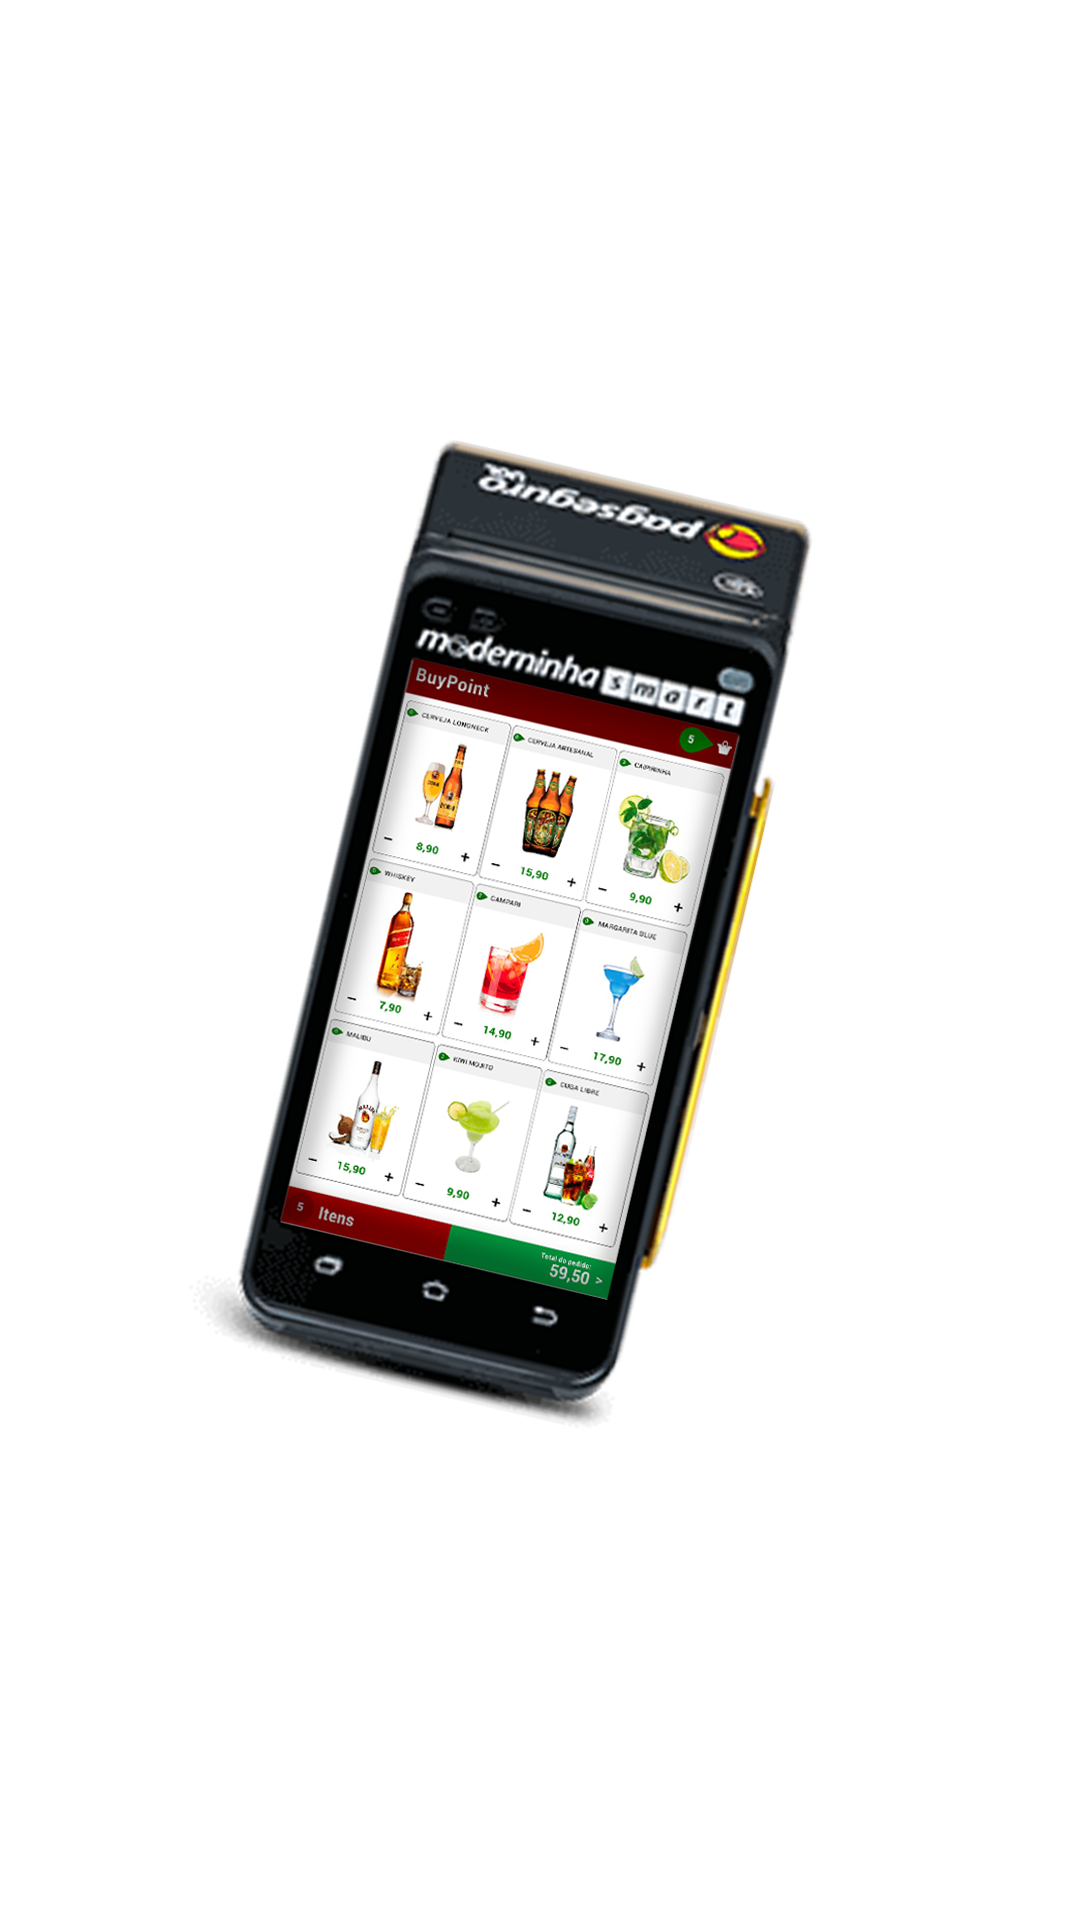 pagseguro
uol
moderninha smart
BuyPoint
5
CERVEJA LONGNECK
8,90
CERVEJA ARTESANAL
15,90
CAIPIRINHA
9,90
WHISKEY
7,90
CAMPARI
14,90
MARGARITA BLUE
17,90
MALIBU
15,90
KIWI MOJITO
9,90
CUBA LIBRE
12,90
5 Itens
Total do pedido:
59,50 >